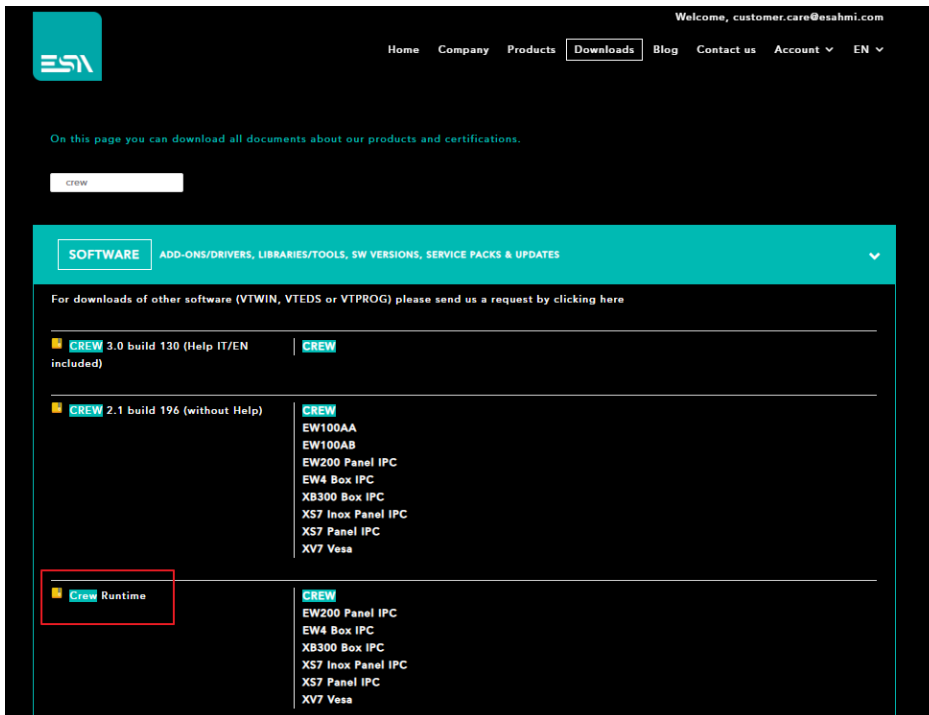 Welcome, customer.care@esahmi.com
ESA
Home Company Products Downloads Blog Contact us Account EN
On this page you can download all documents about our products and certifications.
crew
SOFTWARE ADD-ONS/DRIVERS, LIBRARIES/TOOLS, SW VERSIONS, SERVICE PACKS & UPDATES
For downloads of other software (VTWIN, VTEDS or VTPROG) please send us a request by clicking here
CREW 3.0 build 130 (Help IT/EN
included)
CREW
CREW 2.1 build 196 (without Help)
CREW
EW100AA
EW100AB
EW200 Panel IPC
EW4 Box IPC
XB300 Box IPC
XS7 Inox Panel IPC
XS7 Panel IPC
XV7 Vesa
Crew Runtime
CREW
EW200 Panel IPC
EW4 Box IPC
XB300 Box IPC
XS7 Inox Panel IPC
XS7 Panel IPC
XV7 Vesa